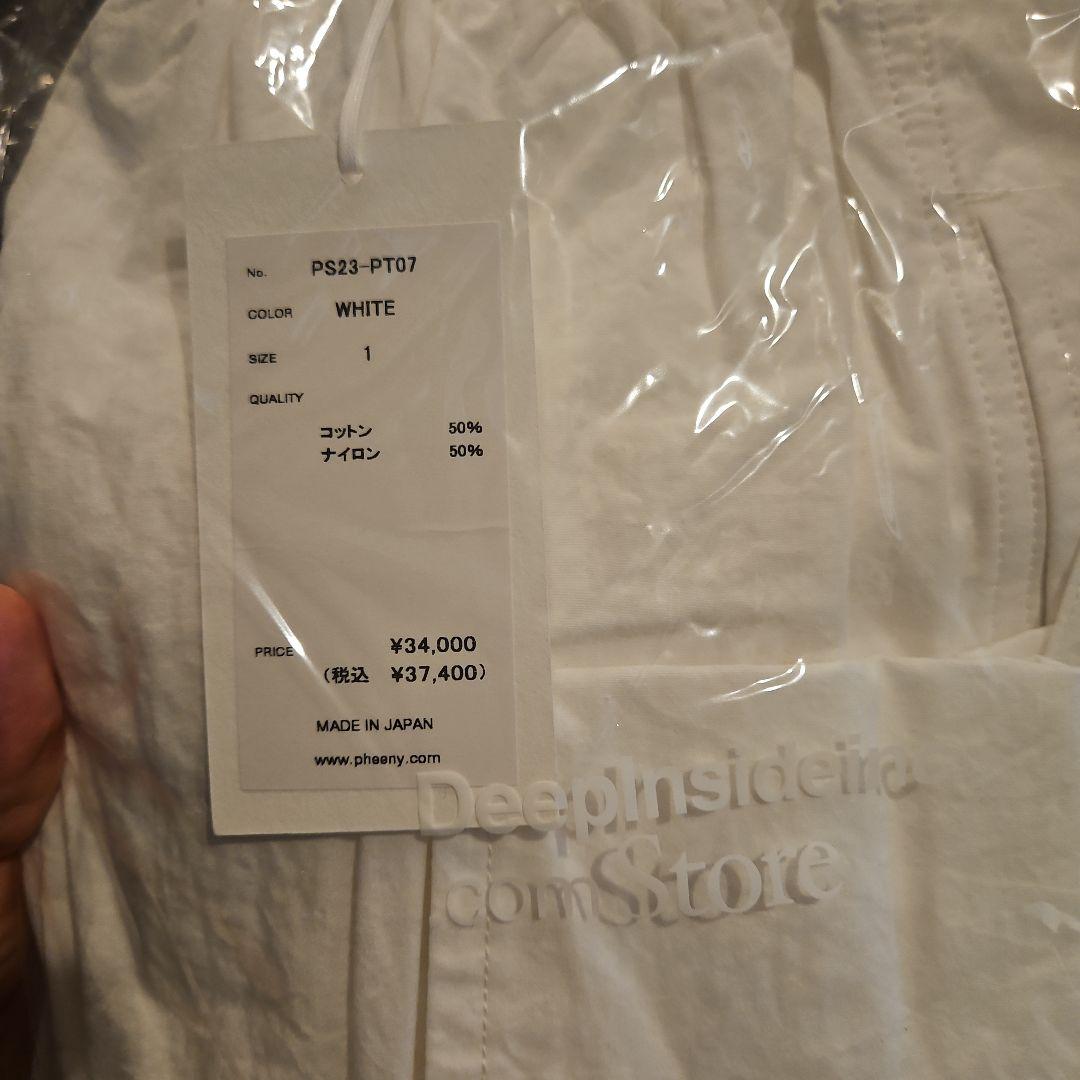 No. PS23-PT07
COLOR WHITE
SIZE 1
QUALITY
コットン 50%
ナイロン 50%
PRICE ¥34,000
(税込 ¥37,400)
MADE IN JAPAN
www.pheeny.com
DeepInsideinc
.comSStore